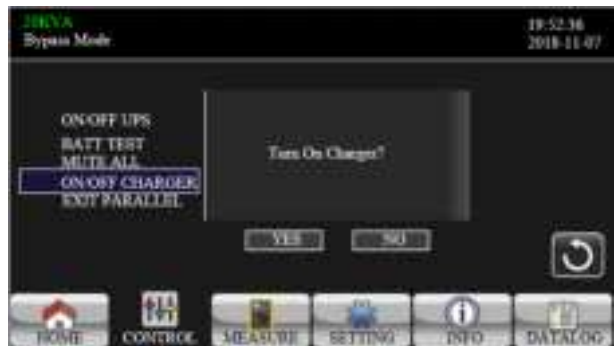 20KVA
Bypass Mode
19:52:36
2018-11-07
ON/OFF UPS
BATT TEST
MUTE ALL
ON/OFF CHARGER
EXIT PARALLEL
Turn On Charger?
YES
NO
HOME
CONTROL
MEASURE
SETTING
INFO
DATALOG